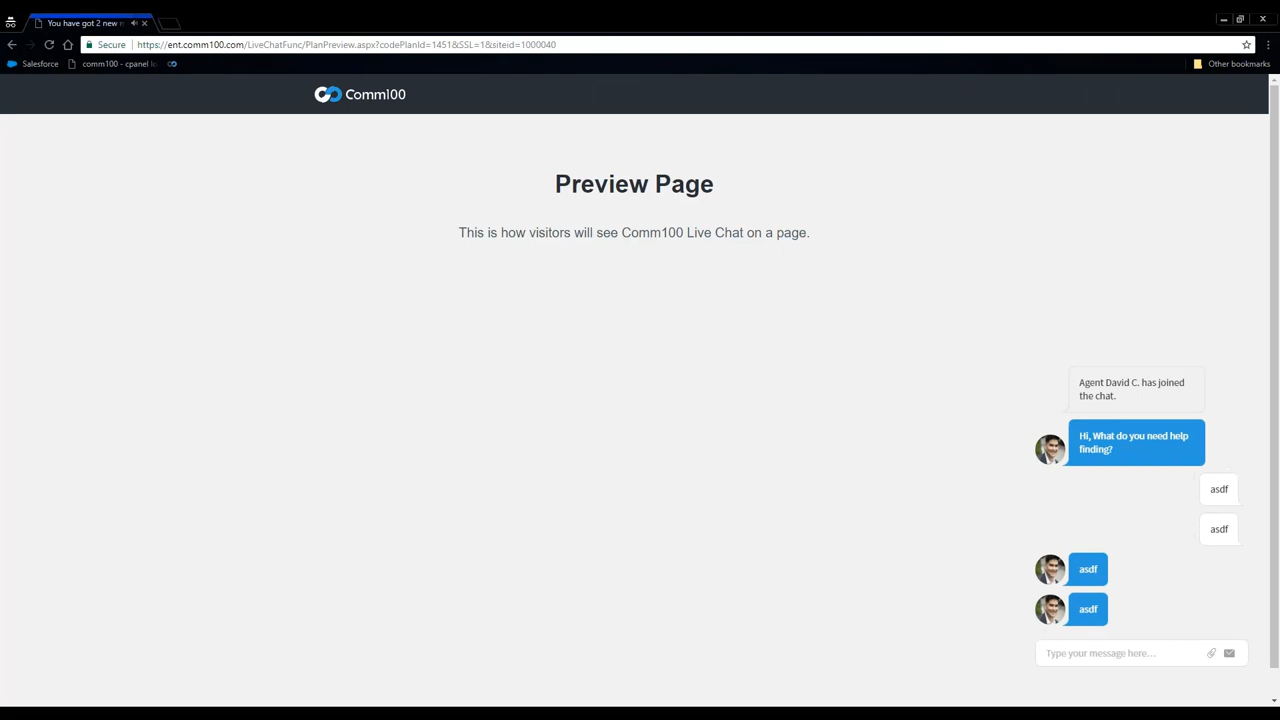 You have got 2 new m
Secure https://ent.comm100.com/LiveChatFunc/PlanPreview.aspx?codePlanId=1451&SSL=1&siteid=1000040
Salesforce comm100 - cpanel lo Other bookmarks
Comm100
Preview Page
This is how visitors will see Comm100 Live Chat on a page.
Agent David C. has joined
the chat.
Hi, What do you need help
finding?
asdf
asdf
asdf
asdf
Type your message here...